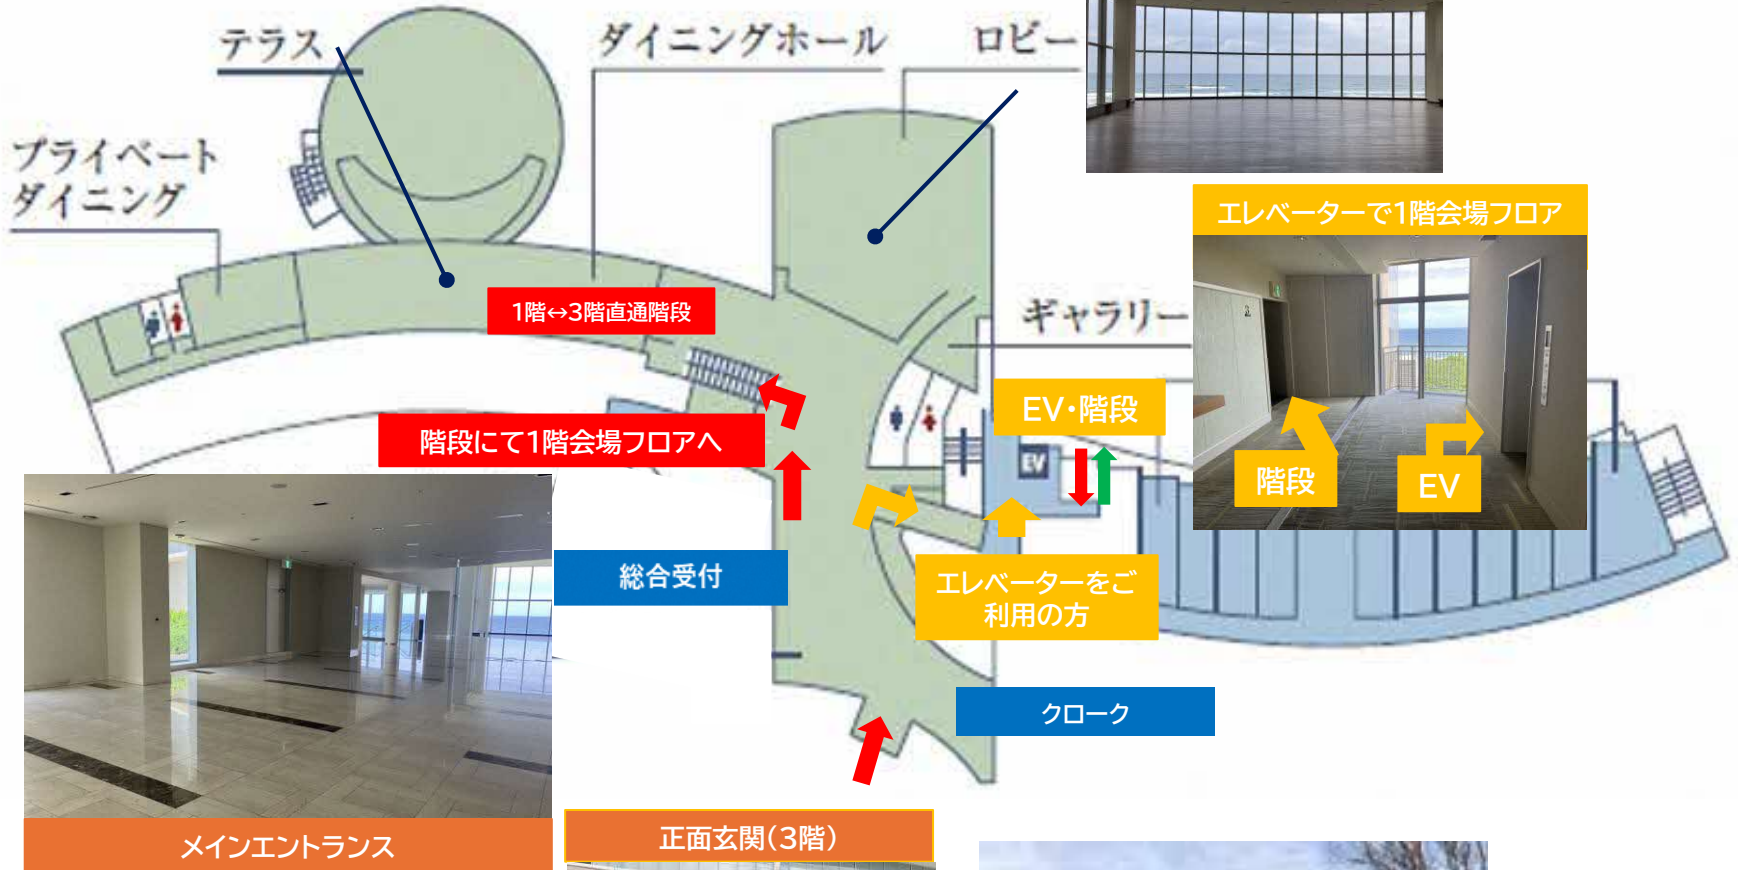 テラス
ダイニングホール
ロビー
プライベート
ダイニング
エレベーターで1階会場フロア
1階↔3階直通階段
ギャラリー
EV・階段
階段にて1階会場フロアへ
EV
階段
EV
総合受付
エレベーターをご
利用の方
クローク
メインエントランス
正面玄関(3階)